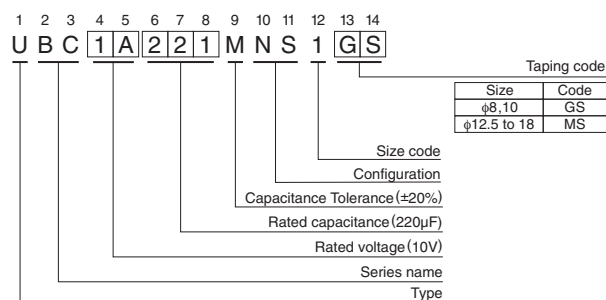 1 2 3 4 5 6 7 8 9 10 11 12 13 14
U B C 1 A 2 2 1 M N S 1 G S
Taping code
Size Code
ϕ8,10 GS
ϕ12.5 to 18 MS
Size code
Configuration
Capacitance Tolerance (±20%)
Rated capacitance (220µF)
Rated voltage (10V)
Series name
Type